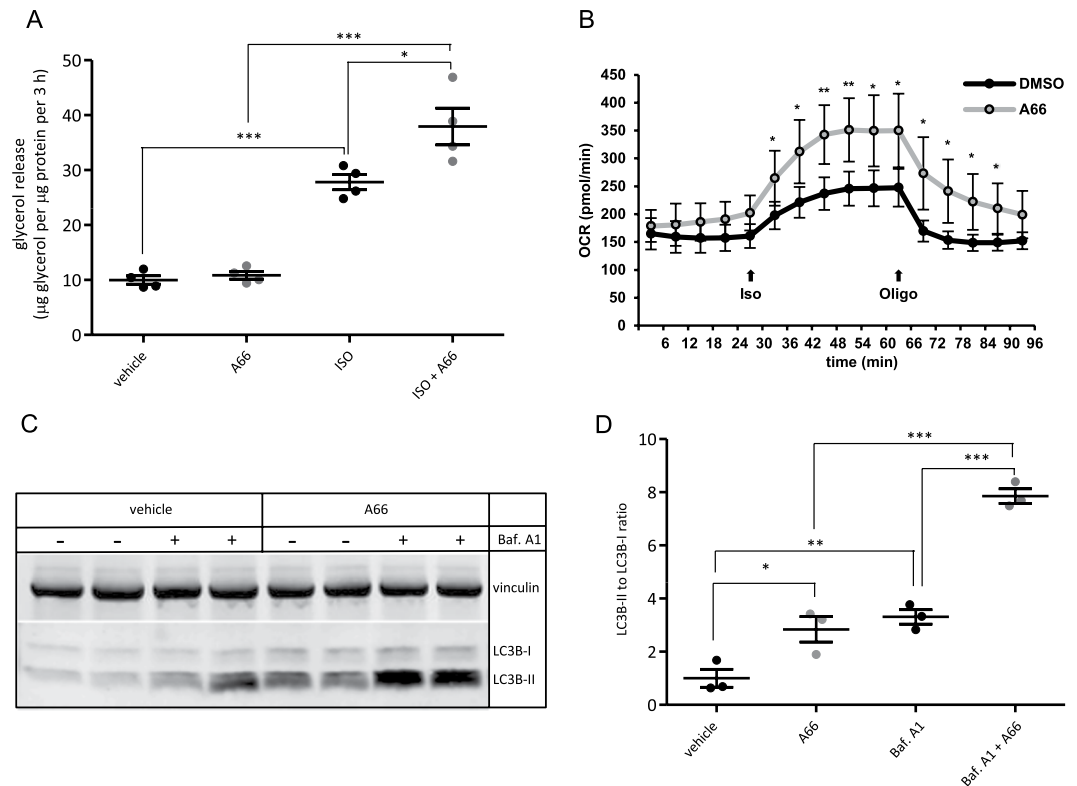 A
glycerol release
(µg glycerol per µg protein per 3 h)
50
40
30
20
10
0
***
*
***
vehicle
A66
ISO
ISO + A66
B
OCR (pmol/min)
450
400
350
300
250
200
150
100
50
0
* * ** ** * * * * * *
DMSO
A66
Iso
Oligo
6 12 18 21 24 30 36 42 48 54 60 66 72 78 84 90 96
time (min)
C
vehicle A66
– – + + – – + + Baf. A1
vinculin
LC3B-I
LC3B-II
D
LC3B-II to LC3B-I ratio
10
8
6
4
2
0
***
***
**
*
vehicle
A66
Baf. A1
Baf. A1 + A66